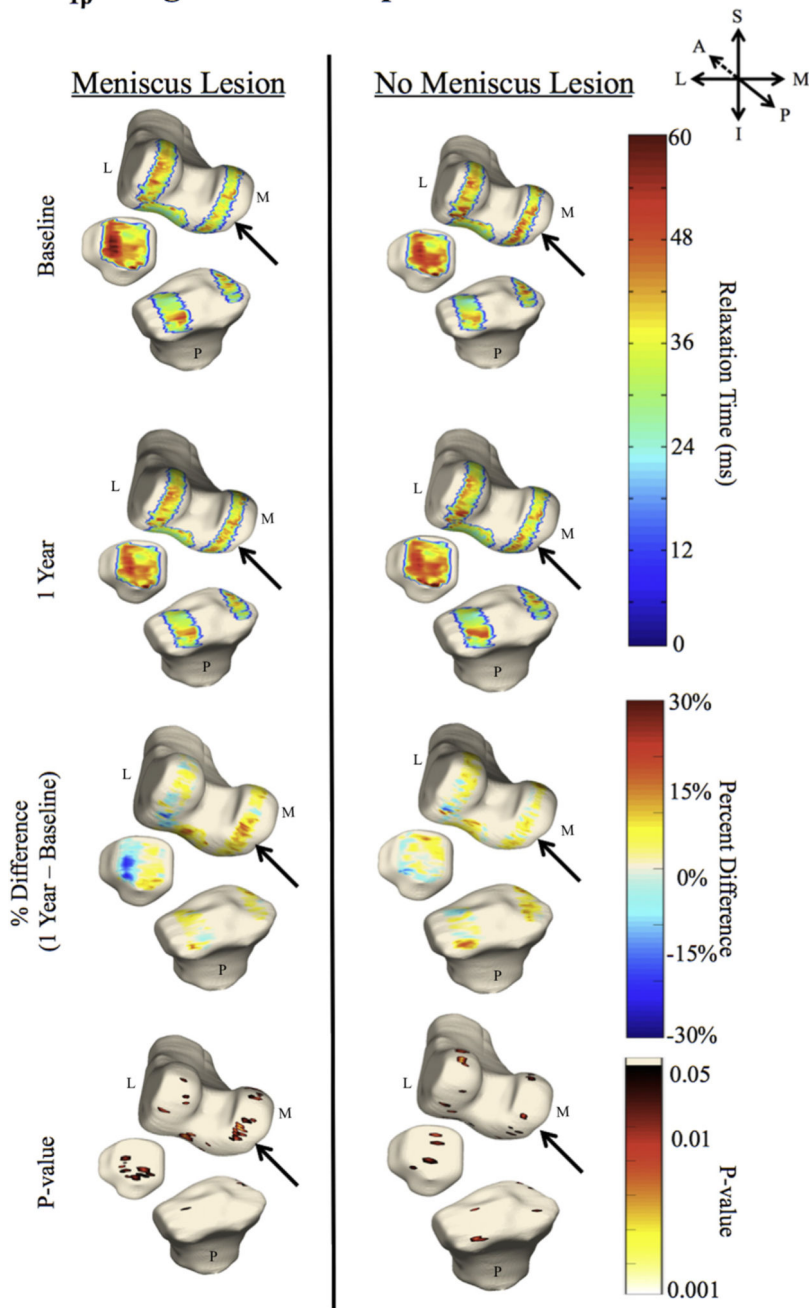 S
A
L M
P
I
Meniscus Lesion
No Meniscus Lesion
Baseline
L
M
P
L
M
P
60
48
36
24
12
0
Relaxation Time (ms)
1 Year
L
M
P
L
M
P
% Difference
(1 Year – Baseline)
L
M
P
L
M
P
30%
15%
0%
-15%
-30%
Percent Difference
P-value
L
M
P
L
M
P
0.05
0.01
0.001
P-value